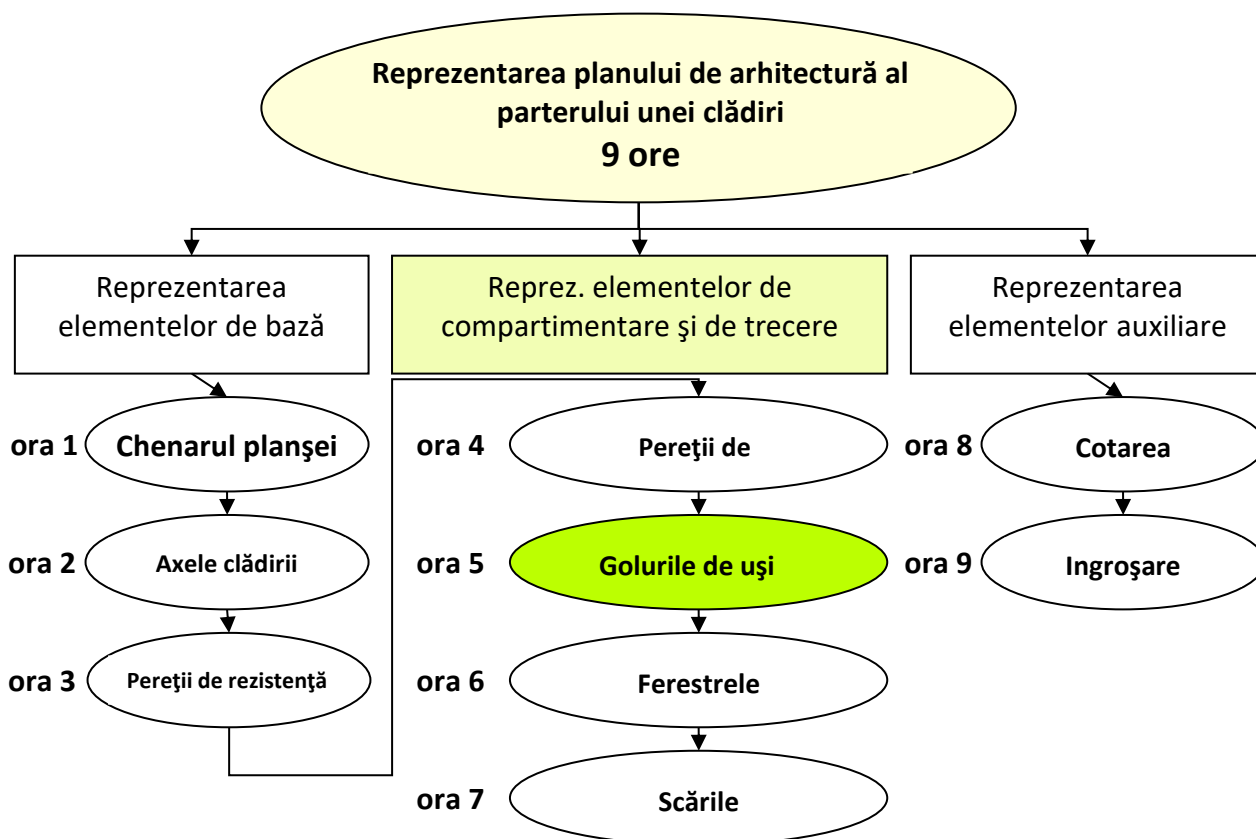 Reprezentarea planului de arhitectură al
parterului unei clădiri
9 ore
Reprezentarea
elementelor de bază
Reprez. elementelor de
compartimentare şi de trecere
Reprezentarea
elementelor auxiliare
ora 1
Chenarul planşei
ora 4
Pereţii de
ora 8
Cotarea
ora 2
Axele clădirii
ora 5
Golurile de uşi
ora 9
Ingroşare
ora 3
Pereţii de rezistenţă
ora 6
Ferestrele
ora 7
Scările